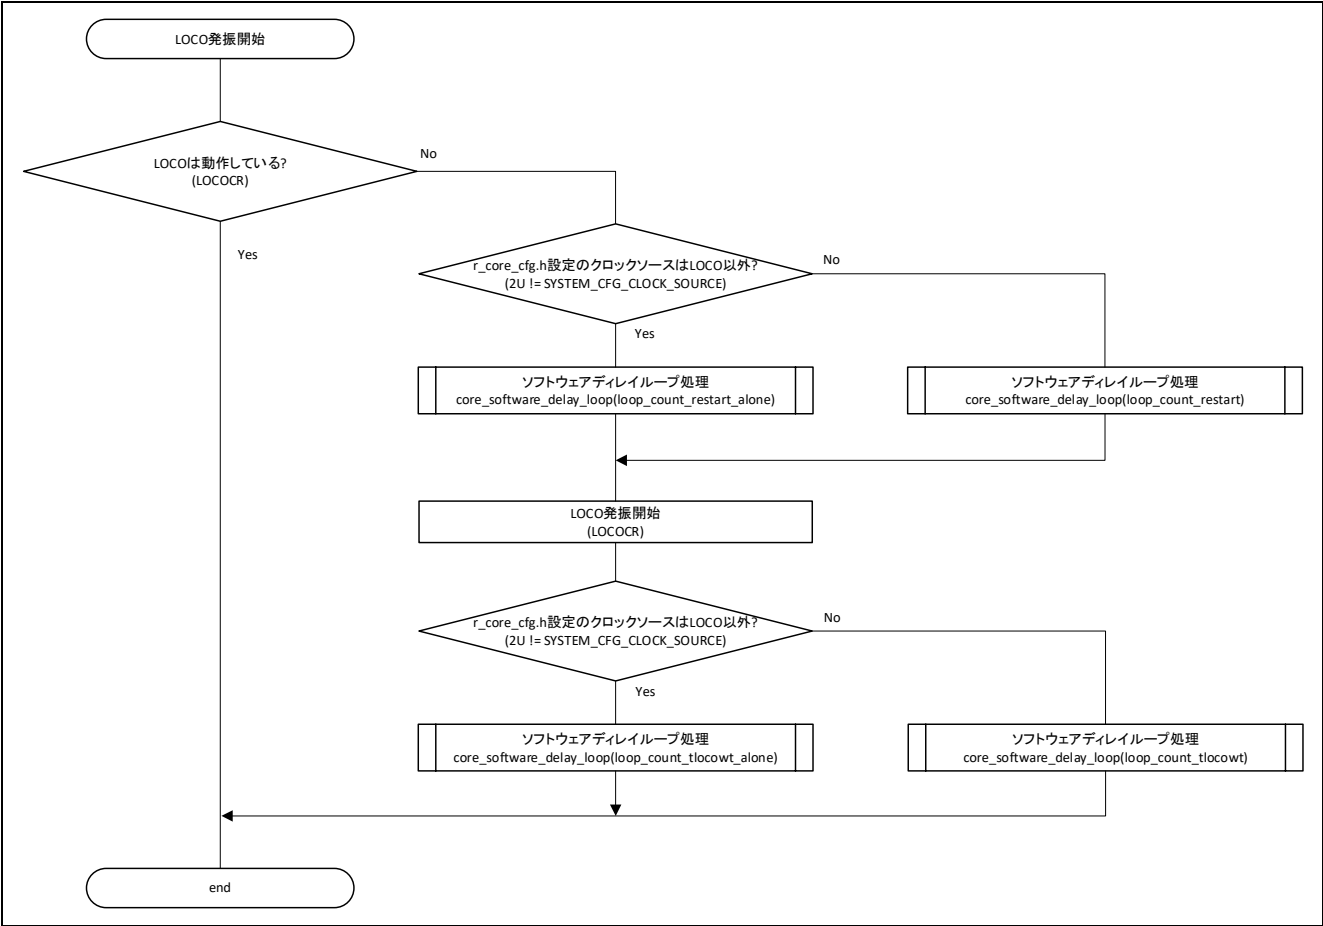 LOCO発振開始
LOCOは動作している?
(LOCOCR)
No
Yes
r_core_cfg.h設定のクロックソースはLOCO以外?
(2U != SYSTEM_CFG_CLOCK_SOURCE)
No
Yes
ソフトウェアディレイループ処理
core_software_delay_loop(loop_count_restart_alone)
ソフトウェアディレイループ処理
core_software_delay_loop(loop_count_restart)
LOCO発振開始
(LOCOCR)
r_core_cfg.h設定のクロックソースはLOCO以外?
(2U != SYSTEM_CFG_CLOCK_SOURCE)
No
Yes
ソフトウェアディレイループ処理
core_software_delay_loop(loop_count_tlocowt_alone)
ソフトウェアディレイループ処理
core_software_delay_loop(loop_count_tlocowt)
end